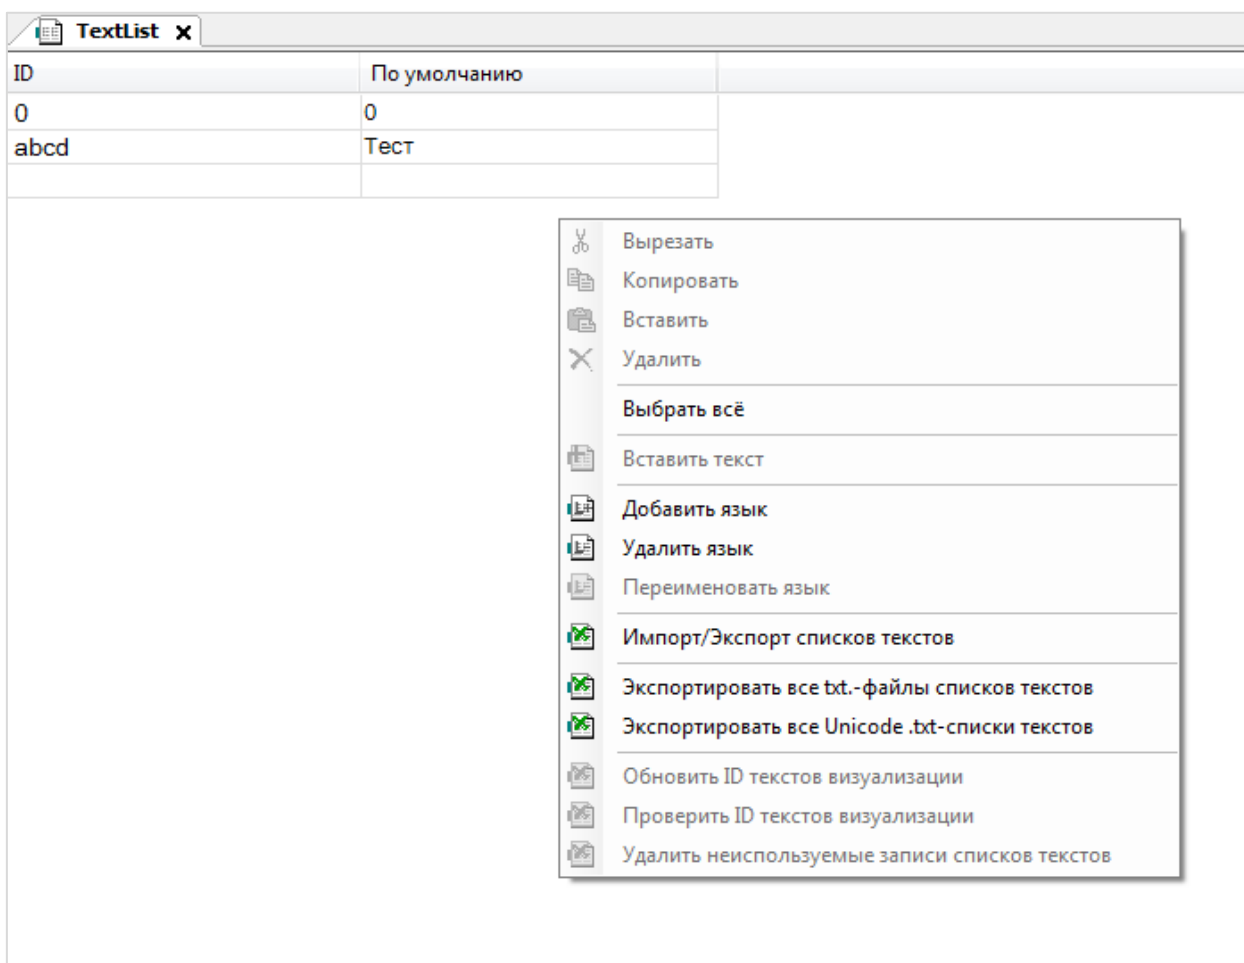 TextList
ID По умолчанию
0 0
abcd Тест
Вырезать
Копировать
Вставить
Удалить
Выбрать всё
Вставить текст
Добавить язык
Удалить язык
Переименовать язык
Импорт/Экспорт списков текстов
Экспортировать все txt.-файлы списков текстов
Экспортировать все Unicode .txt-списки текстов
Обновить ID текстов визуализации
Проверить ID текстов визуализации
Удалить неиспользуемые записи списков текстов